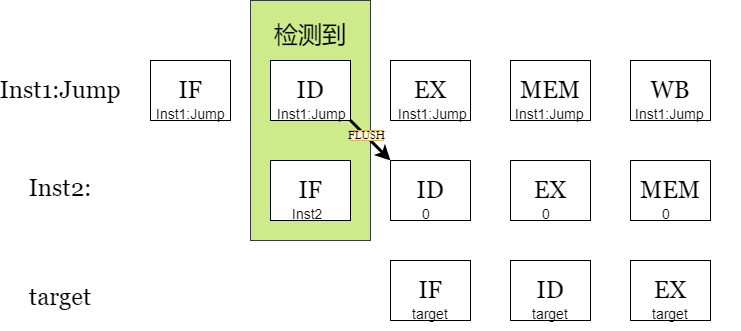 检测到
Inst1:Jump IF ID EX MEM WB
Inst1:Jump Inst1:Jump Inst1:Jump Inst1:Jump Inst1:Jump
FLUSH
Inst2: IF ID EX MEM
Inst2 0 0 0
target IF ID EX
target target target